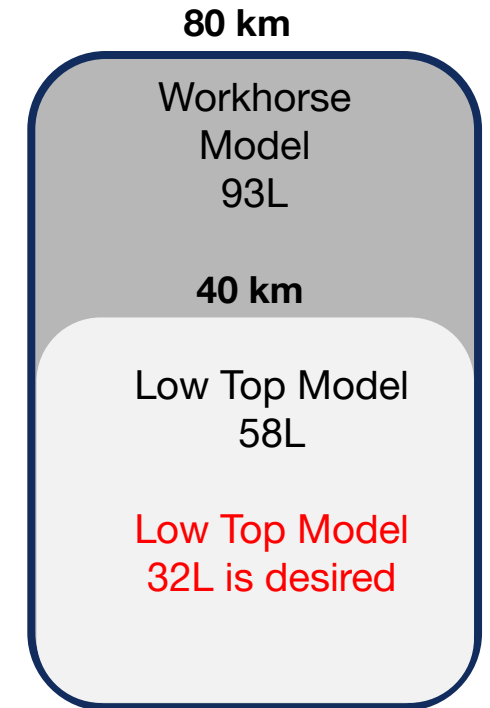 80 km
Workhorse
Model
93L
40 km
Low Top Model
58L
Low Top Model
32L is desired